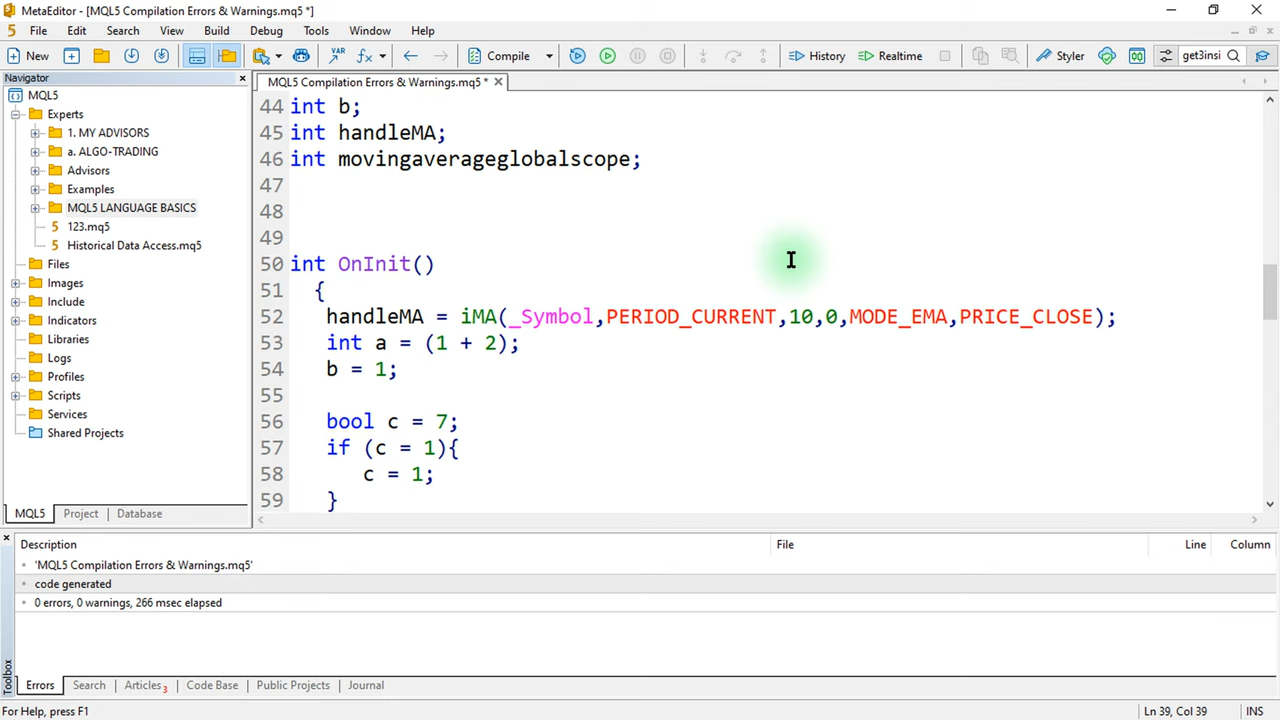 MetaEditor - [MQL5 Compilation Errors & Warnings.mq5 *]
File Edit Search View Build Debug Tools Window Help
New Compile History Realtime Styler get3insi
Navigator
MQL5
Experts
1. MY ADVISORS
a. ALGO-TRADING
Advisors
Examples
MQL5 LANGUAGE BASICS
123.mq5
Historical Data Access.mq5
Files
Images
Include
Indicators
Libraries
Logs
Profiles
Scripts
Services
Shared Projects
MQL5 Project Database
MQL5 Compilation Errors & Warnings.mq5 *
44 int b;
45 int handleMA;
46 int movingaverageglobalscope;
47
48
49
50 int OnInit()
51 {
52 handleMA = iMA(_Symbol,PERIOD_CURRENT,10,0,MODE_EMA,PRICE_CLOSE);
53 int a = (1 + 2);
54 b = 1;
55
56 bool c = 7;
57 if (c = 1){
58 c = 1;
59 }
Description File Line Column
'MQL5 Compilation Errors & Warnings.mq5'
code generated
0 errors, 0 warnings, 266 msec elapsed
Toolbox
Errors Search Articles 3 Code Base Public Projects Journal
For Help, press F1 Ln 39, Col 39 INS